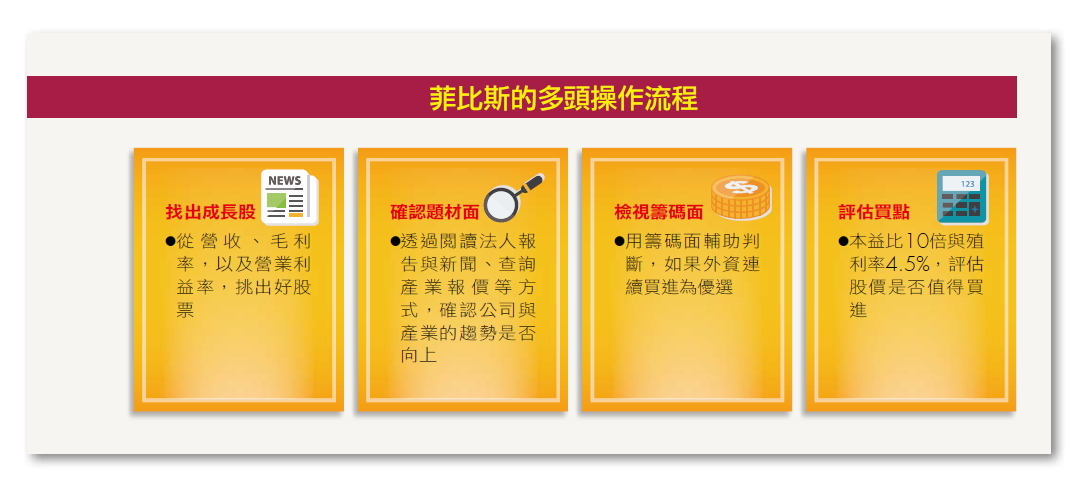 菲比斯的多頭操作流程
NEWS
找出成長股
●從營收、毛利
率，以及營業利
益率，挑出好股
票
確認題材面
●透過閱讀法人報
告與新聞、查詢
產業報價等方
式，確認公司與
產業的趨勢是否
向上
檢視籌碼面
●用籌碼面輔助判
斷，如果外資連
續買進為優選
123
評估買點
●本益比10倍與殖
利率4.5%，評估
股價是否值得買
進